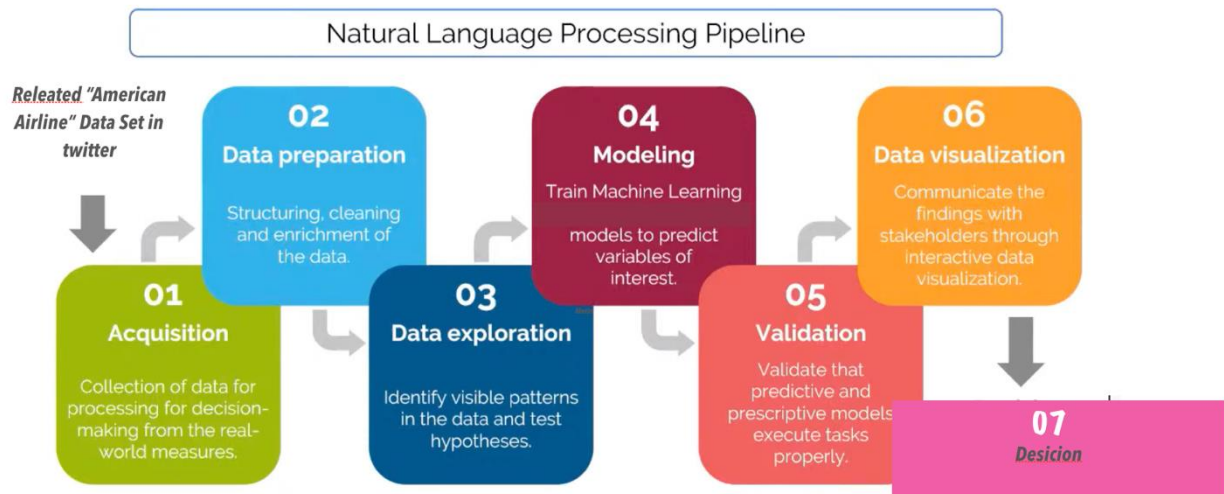 Natural Language Processing Pipeline
Releated "American
Airline" Data Set in
twitter
01
Acquisition
Collection of data for
processing for decision-
making from the real-
world measures.
02
Data preparation
Structuring, cleaning
and enrichment of
the data.
03
Data exploration
Identify visible patterns
in the data and test
hypotheses.
04
Modeling
Train Machine Learning
models to predict
variables of
interest.
05
Validation
Validate that
predictive and
prescriptive models
execute tasks
properly.
06
Data visualization
Communicate the
findings with
stakeholders through
interactive data
visualization.
07
Desicion